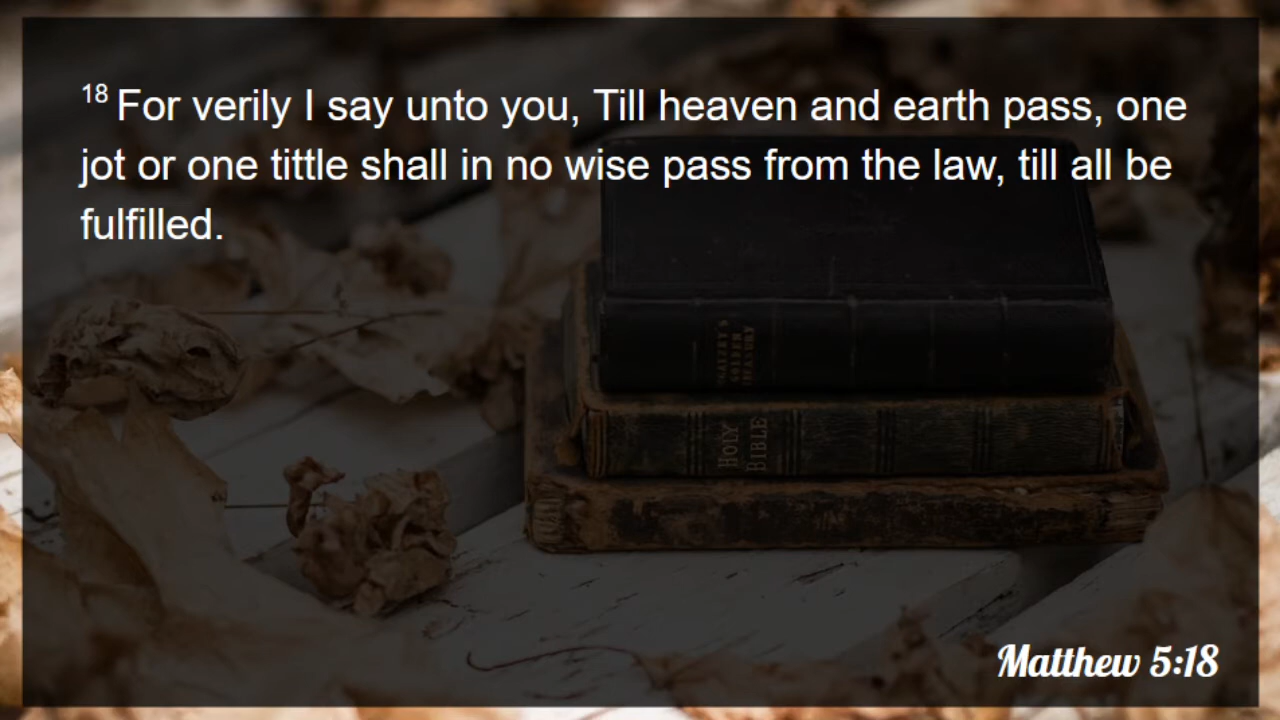 18 For verily I say unto you, Till heaven and earth pass, one
jot or one tittle shall in no wise pass from the law, till all be
fulfilled.
GOLDEN
HOLY
BIBLE
Matthew 5:18